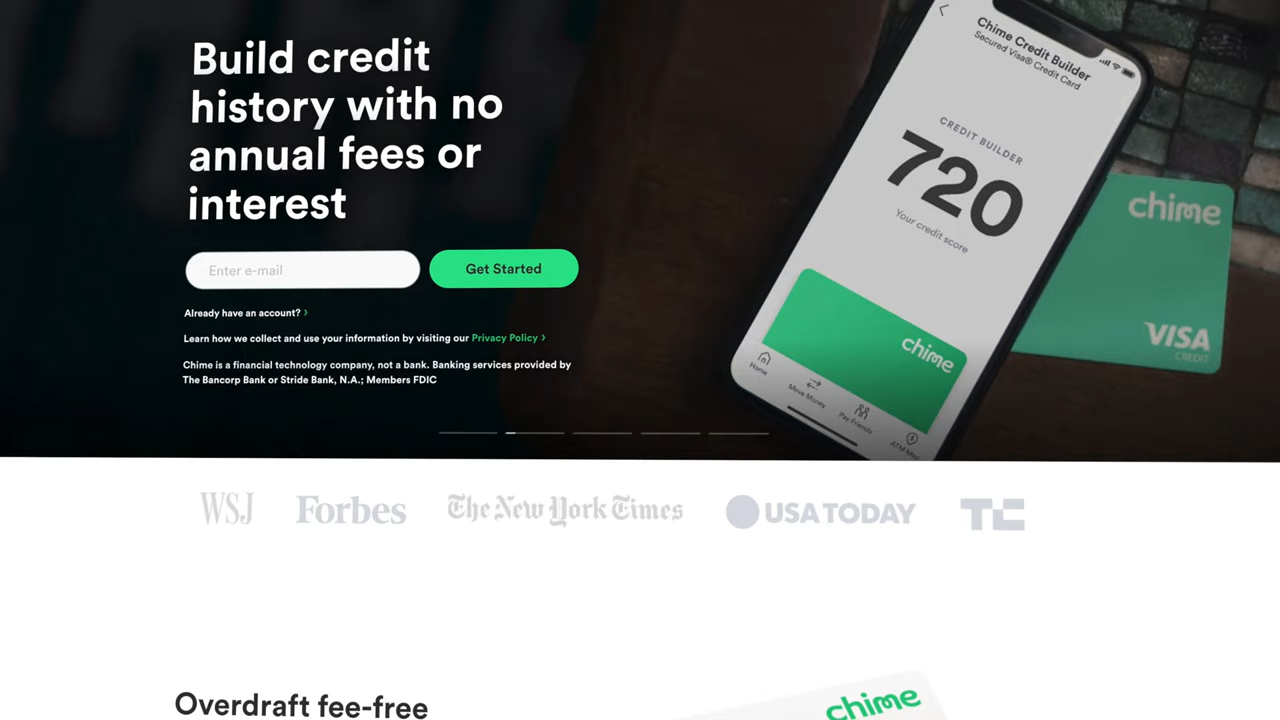 Build credit
history with no
annual fees or
interest
Enter e-mail
Get Started
Already have an account? >
Learn how we collect and use your information by visiting our Privacy Policy >
Chime is a financial technology company, not a bank. Banking services provided by
The Bancorp Bank or Stride Bank, N.A.; Members FDIC
Chime Credit Builder
Secured Visa® Credit Card
CREDIT BUILDER
720
Your credit score
chime
Home
Move Money
Pay Friends
chime
VISA
CREDIT
WSJ
Forbes
The New York Times
USA TODAY
TC
Overdraft fee-free
chime